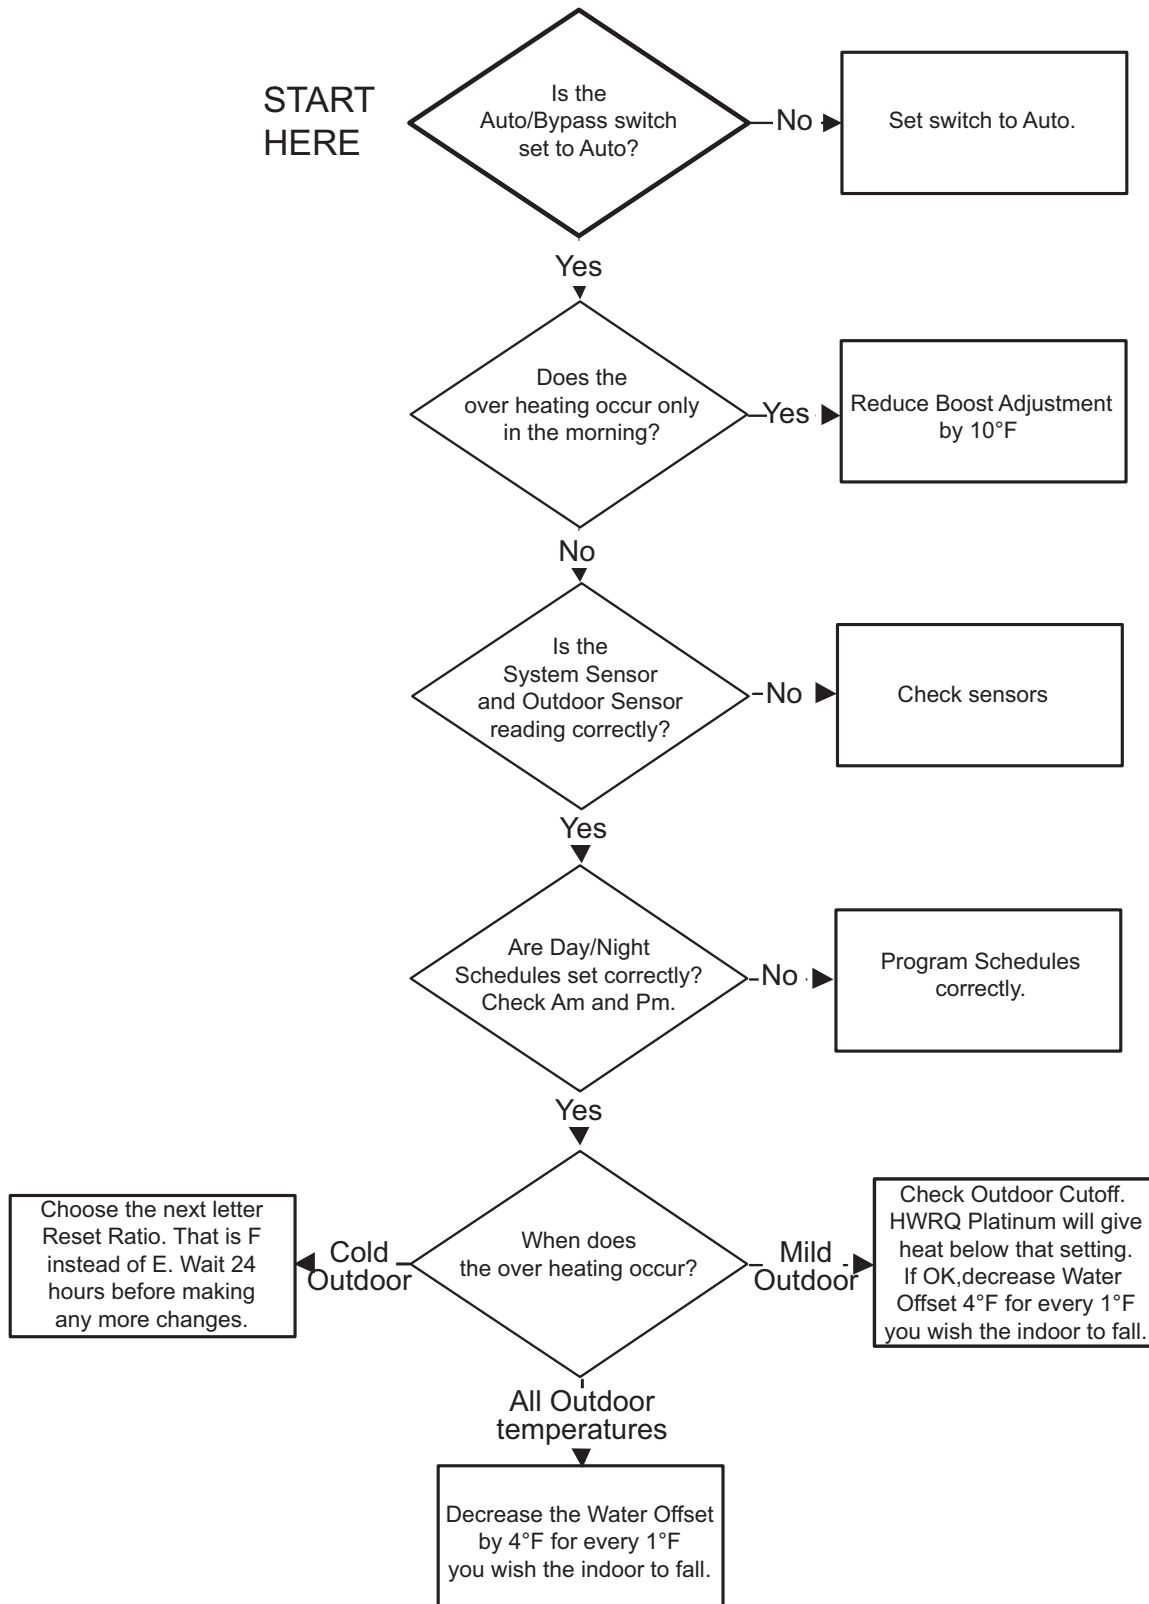 START
HERE
Is the
Auto/Bypass switch
set to Auto?
No
Set switch to Auto.
Yes
Does the
over heating occur only
in the morning?
Yes
Reduce Boost Adjustment
by 10°F
No
Is the
System Sensor
and Outdoor Sensor
reading correctly?
No
Check sensors
Yes
Are Day/Night
Schedules set correctly?
Check Am and Pm.
No
Program Schedules
correctly.
Yes
When does
the over heating occur?
Cold
Outdoor
Choose the next letter
Reset Ratio. That is F
instead of E. Wait 24
hours before making
any more changes.
Mild
Outdoor
Check Outdoor Cutoff.
HWRQ Platinum will give
heat below that setting.
If OK,decrease Water
Offset 4°F for every 1°F
you wish the indoor to fall.
All Outdoor
temperatures
Decrease the Water Offset
by 4°F for every 1°F
you wish the indoor to fall.